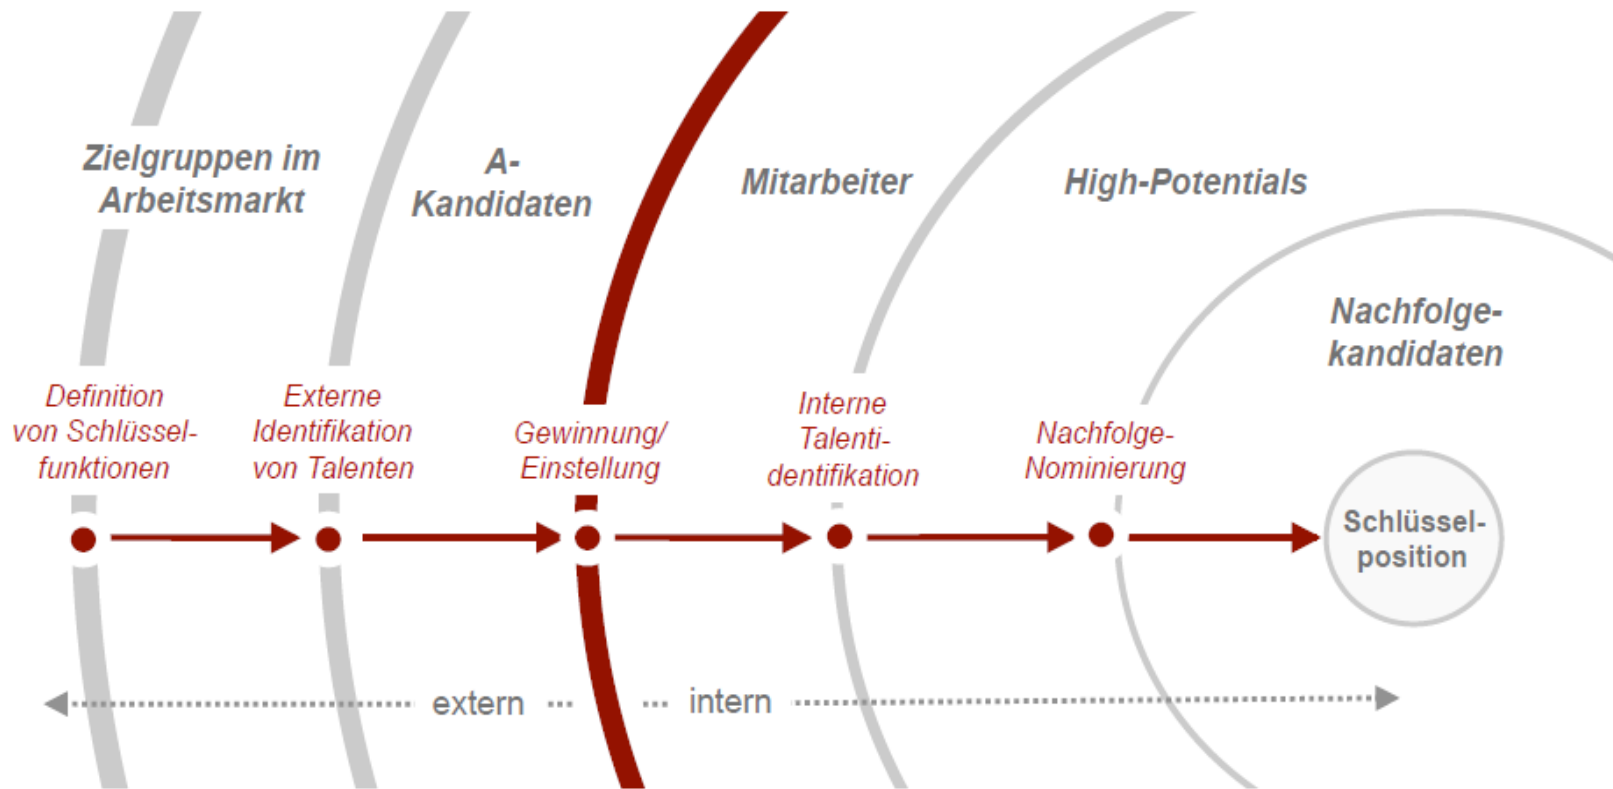 Zielgruppen im
Arbeitsmarkt
A-
Kandidaten
Mitarbeiter
High-Potentials
Nachfolge-
kandidaten
Definition
von Schlüssel-
funktionen
Externe
Identifikation
von Talenten
Gewinnung/
Einstellung
Interne
Talenti-
dentifikation
Nachfolge-
Nominierung
Schlüssel-
position
extern
intern